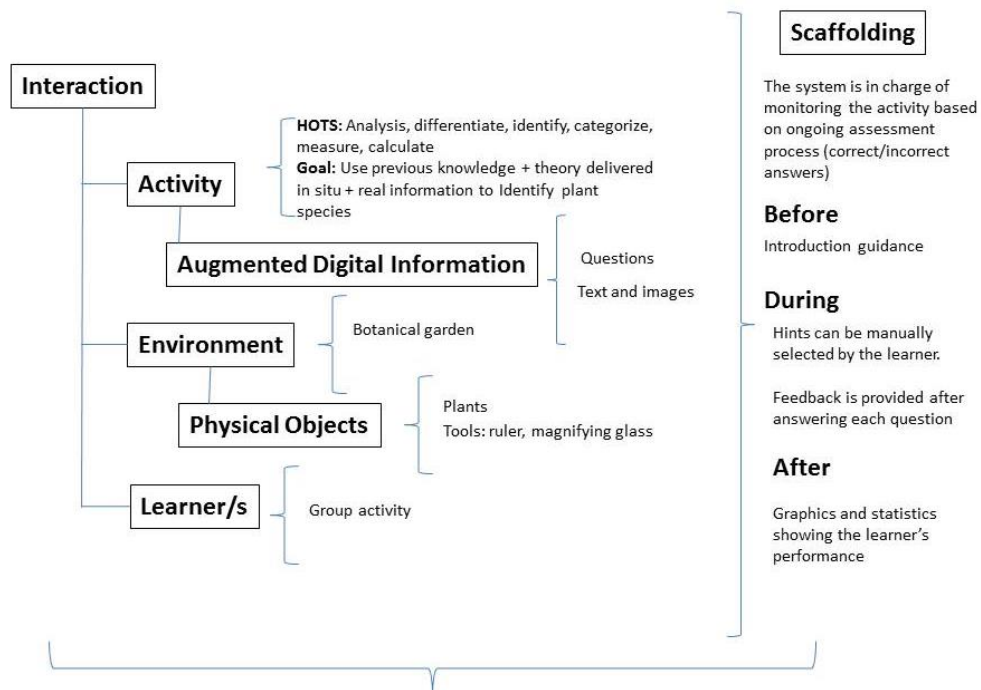 Interaction
Activity
HOTS: Analysis, differentiate, identify, categorize,
measure, calculate
Goal: Use previous knowledge + theory delivered
in situ + real information to Identify plant
species
Augmented Digital Information
Questions
Text and images
Environment
Botanical garden
Physical Objects
Plants
Tools: ruler, magnifying glass
Learner/s
Group activity
Scaffolding
The system is in charge of
monitoring the activity based
on ongoing assessment
process (correct/incorrect
answers)
Before
Introduction guidance
During
Hints can be manually
selected by the learner.
Feedback is provided after
answering each question
After
Graphics and statistics
showing the learner’s
performance